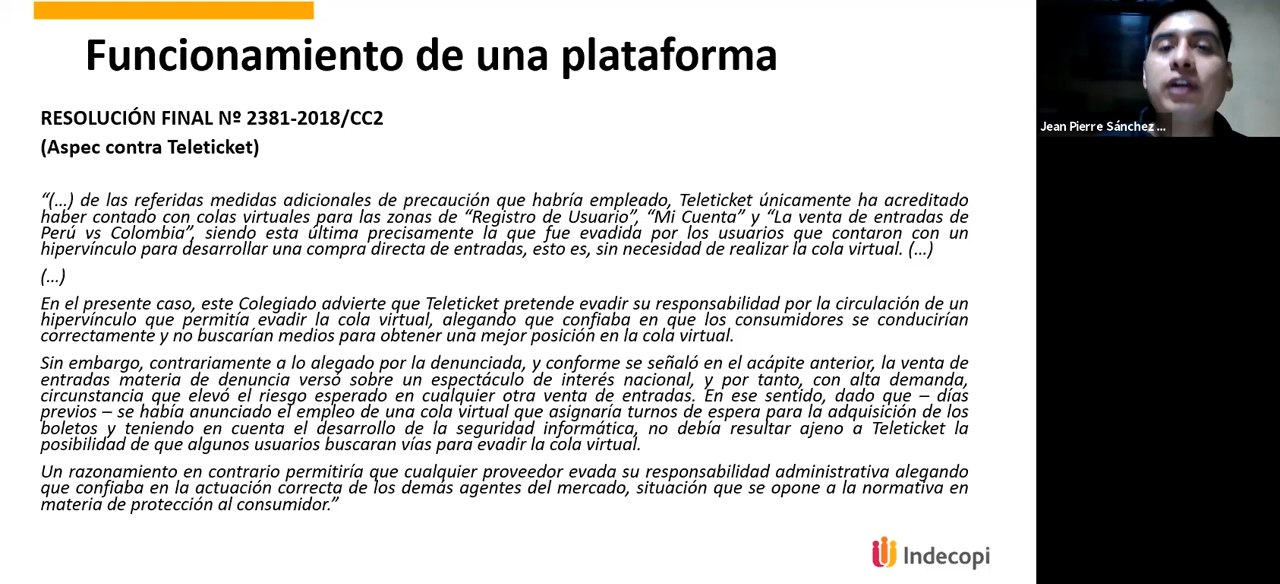 Funcionamiento de una plataforma
RESOLUCIÓN FINAL Nº 2381-2018/CC2
(Aspec contra Teleticket)
“(...) de las referidas medidas adicionales de precaución que habría empleado, Teleticket únicamente ha acreditado
haber contado con colas virtuales para las zonas de “Registro de Usuario”, “Mi Cuenta” y “La venta de entradas de
Perú vs Colombia”, siendo esta última precisamente la que fue evadida por los usuarios que contaron con un
hipervínculo para desarrollar una compra directa de entradas, esto es, sin necesidad de realizar la cola virtual. (...)
(...)
En el presente caso, este Colegiado advierte que Teleticket pretende evadir su responsabilidad por la circulación de un
hipervínculo que permitía evadir la cola virtual, alegando que confiaba en que los consumidores se conducirían
correctamente y no buscarían medios para obtener una mejor posición en la cola virtual.
Sin embargo, contrariamente a lo alegado por la denunciada, y conforme se señaló en el acápite anterior, la venta de
entradas materia de denuncia versó sobre un espectáculo de interés nacional, y por tanto, con alta demanda,
circunstancia que elevó el riesgo esperado en cualquier otra venta de entradas. En ese sentido, dado que – días
previos – se había anunciado el empleo de una cola virtual que asignaría turnos de espera para la adquisición de los
boletos y teniendo en cuenta el desarrollo de la seguridad informática, no debía resultar ajeno a Teleticket la
posibilidad de que algunos usuarios buscaran vías para evadir la cola virtual.
Un razonamiento en contrario permitiría que cualquier proveedor evada su responsabilidad administrativa alegando
que confiaba en la actuación correcta de los demás agentes del mercado, situación que se opone a la normativa en
materia de protección al consumidor.”
Indecopi
Jean Pierre Sánchez ...